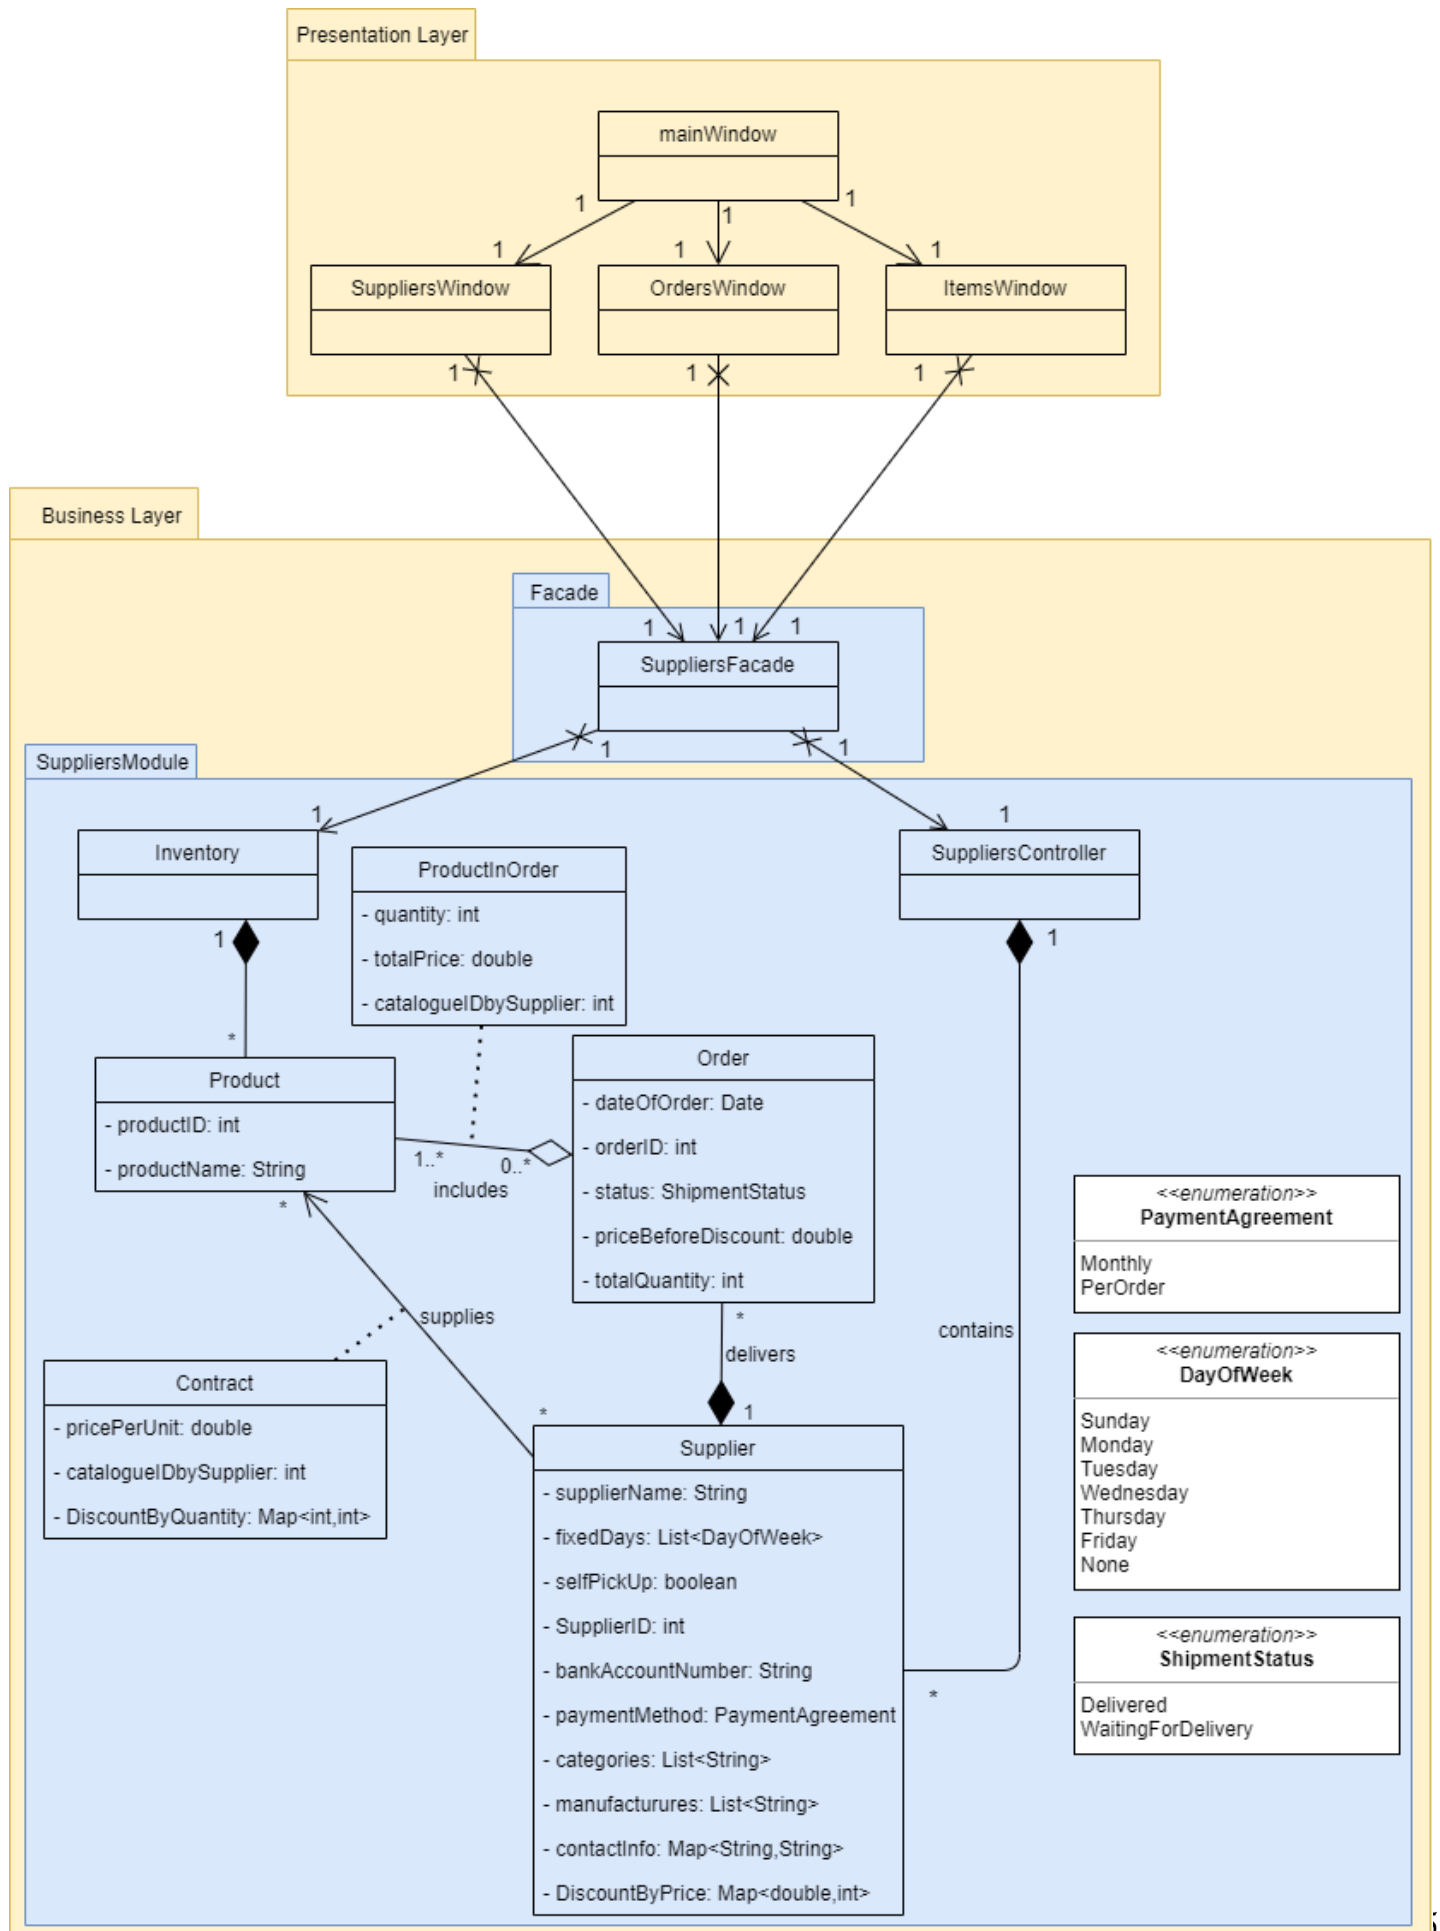 Presentation Layer
mainWindow
1
1
1
1
1
1
SuppliersWindow
OrdersWindow
ItemsWindow
1
1
1
Business Layer
Facade
1
1
1
SuppliersFacade
1
1
SuppliersModule
1
1
Inventory
SuppliersController
ProductInOrder
- quantity: int
- totalPrice: double
- catalogueIDbySupplier: int
1
1
*
Product
- productID: int
- productName: String
Order
- dateOfOrder: Date
- orderID: int
- status: ShipmentStatus
- priceBeforeDiscount: double
- totalQuantity: int
1..*
0..*
includes
*
supplies
*
delivers
1
contains
<<enumeration>>
PaymentAgreement
Monthly
PerOrder
<<enumeration>>
DayOfWeek
Sunday
Monday
Tuesday
Wednesday
Thursday
Friday
None
Contract
- pricePerUnit: double
- catalogueIDbySupplier: int
- DiscountByQuantity: Map<int,int>
*
Supplier
- supplierName: String
- fixedDays: List<DayOfWeek>
- selfPickUp: boolean
- SupplierID: int
- bankAccountNumber: String
- paymentMethod: PaymentAgreement
- categories: List<String>
- manufacturures: List<String>
- contactInfo: Map<String,String>
- DiscountByPrice: Map<double,int>
*
<<enumeration>>
ShipmentStatus
Delivered
WaitingForDelivery